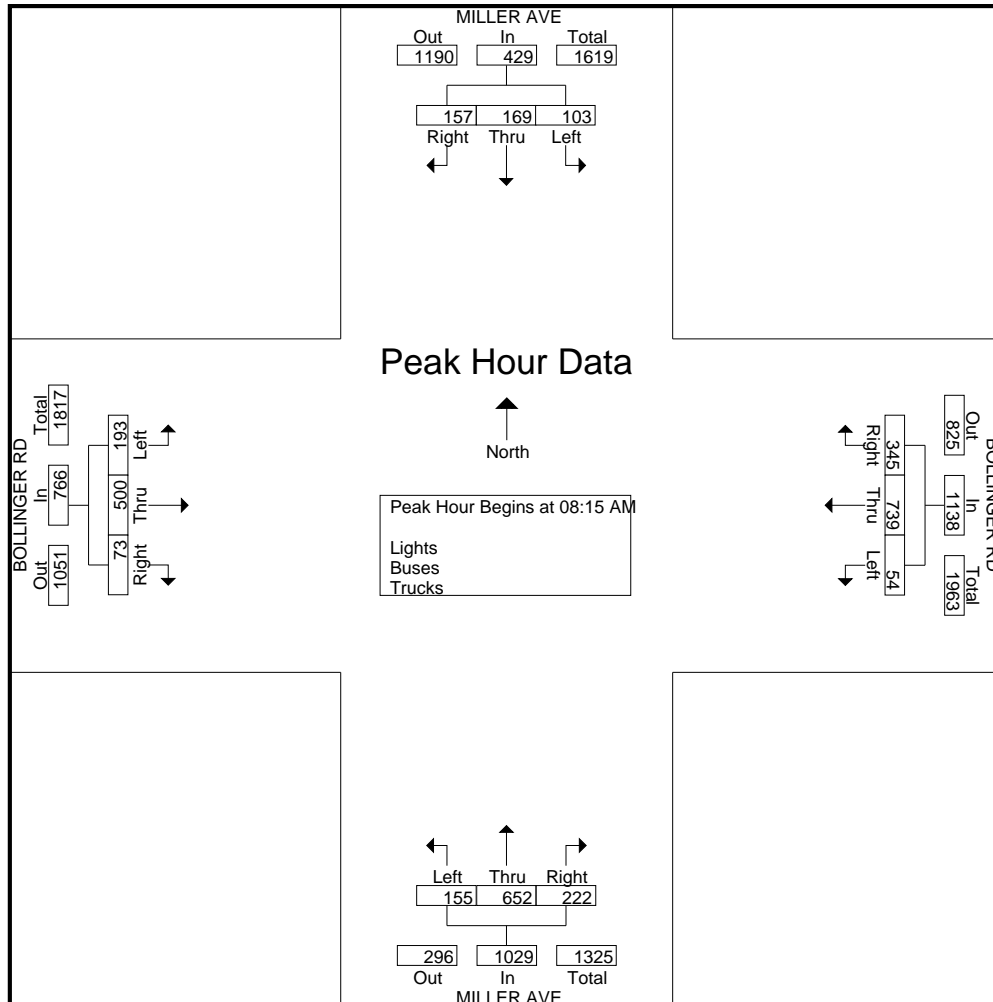 MILLER AVE
Out In Total
1190 429 1619
157 169 103
Right Thru Left
Peak Hour Data
North
Peak Hour Begins at 08:15 AM
Lights
Buses
Trucks
BOLLINGER RD
Total 1817
In 766
Out 1051
193 Left
500 Thru
73 Right
Right 345
Thru 739
Left 54
Out 825
In 1138
Total 1963
BOLLINGER RD
Left Thru Right
155 652 222
296 1029 1325
Out In Total
MILLER AVE